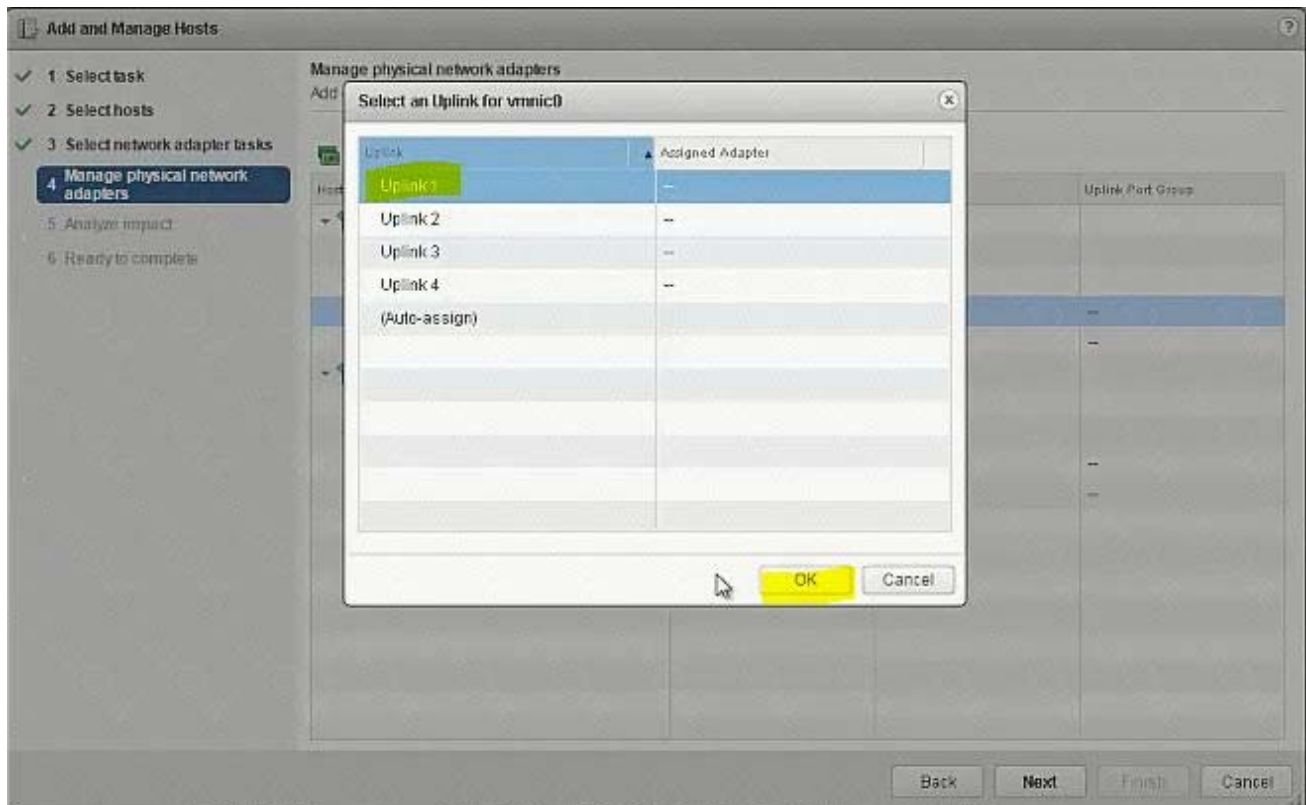 Add and Manage Hosts
?
1 Select task
2 Select hosts
3 Select network adapter tasks
4 Manage physical network adapters
5 Analyze impact
6 Ready to complete
Manage physical network adapters
Add
Select an Uplink for vmnic0
x
Uplink
Assigned Adapter
Uplink 1
--
Uplink 2
--
Uplink 3
--
Uplink 4
--
(Auto-assign)
OK
Cancel
Host
Uplink Port Group
--
--
--
--
Back
Next
Finish
Cancel